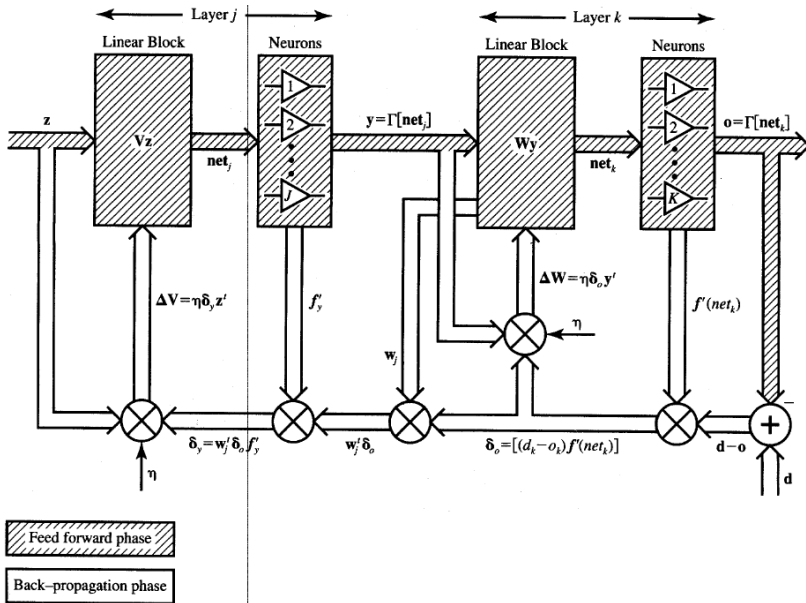 Layer j
Layer k
Linear Block
Neurons
Linear Block
Neurons
z
Vz
net_j
1
2
J
y=Γ[net_j]
Wy
net_k
1
2
K
o=Γ[net_k]
ΔV=ηδ_y z^t
f'_y
w_j
ΔW=ηδ_o y^t
η
f'(net_k)
−
+
δ_y=w_j^t δ_o f'_y
w_j^t δ_o
δ_o=[(d_k−o_k)f'(net_k)]
d−o
d
η
Feed forward phase
Back–propagation phase